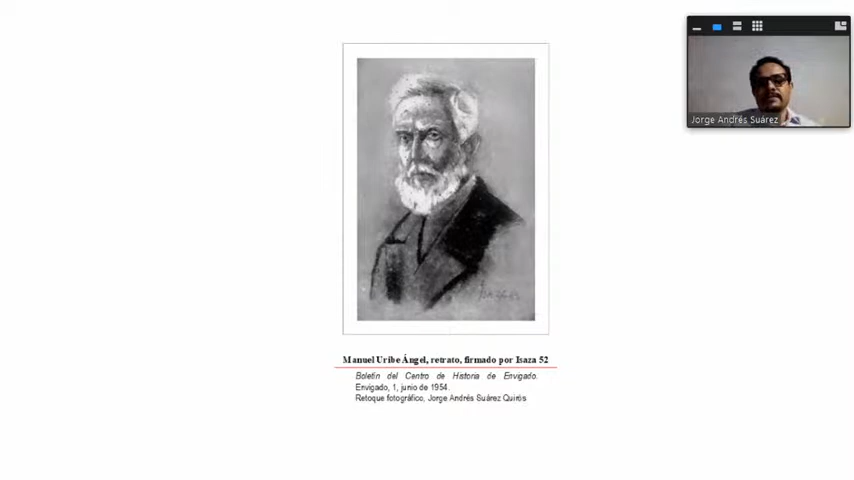 Jorge Andrés Suárez
Manuel Uribe Ángel, retrato, firmado por Isaza 52
Boletín del Centro de Historia de Envigado.
Envigado, 1, junio de 1954.
Retoque fotográfico, Jorge Andrés Suárez Quirós